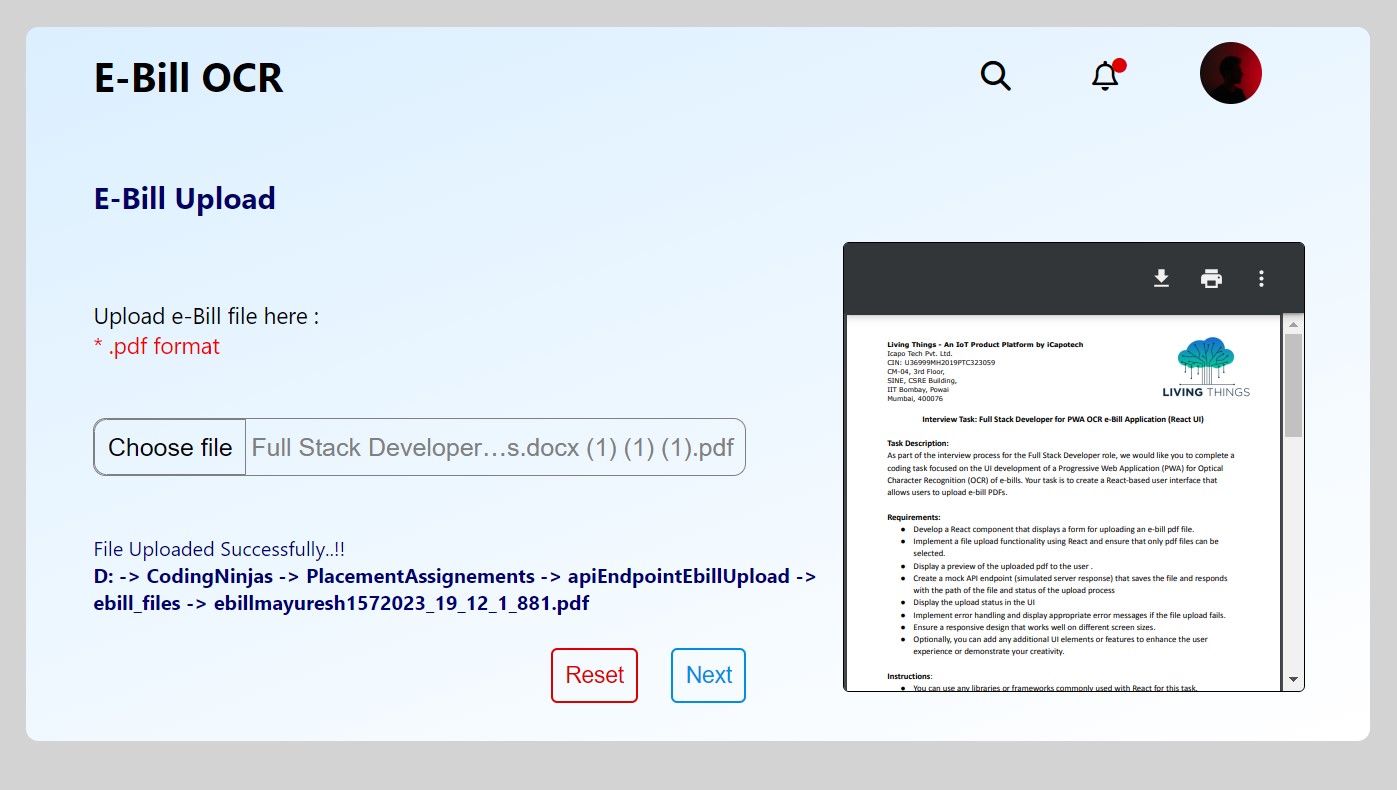 E-Bill OCR
E-Bill Upload
Upload e-Bill file here :
* .pdf format
Choose file Full Stack Developer...s.docx (1) (1) (1).pdf
File Uploaded Successfully..!!
D: -> CodingNinjas -> PlacementAssignements -> apiEndpointEbillUpload ->
ebill_files -> ebillmayuresh1572023_19_12_1_881.pdf
Reset Next
Living Things - An IoT Product Platform by iCapotech
Icapo Tech Pvt. Ltd.
CIN: U36999MH2019PTC323059
CM-04, 3rd Floor,
SINE, CSRE Building,
IIT Bombay, Powai
Mumbai, 400076
LIVING THINGS
Interview Task: Full Stack Developer for PWA OCR e-Bill Application (React UI)
Task Description:
As part of the interview process for the Full Stack Developer role, we would like you to complete a
coding task focused on the UI development of a Progressive Web Application (PWA) for Optical
Character Recognition (OCR) of e-bills. Your task is to create a React-based user interface that
allows users to upload e-bill PDFs.
Requirements:
● Develop a React component that displays a form for uploading an e-bill pdf file.
● Implement a file upload functionality using React and ensure that only pdf files can be
selected.
● Display a preview of the uploaded pdf to the user .
● Create a mock API endpoint (simulated server response) that saves the file and responds
with the path of the file and status of the upload process
● Display the upload status in the UI
● Implement error handling and display appropriate error messages if the file upload fails.
● Ensure a responsive design that works well on different screen sizes.
● Optionally, you can add any additional UI elements or features to enhance the user
experience or demonstrate your creativity.
Instructions:
● You can use any libraries or frameworks commonly used with React for this task.